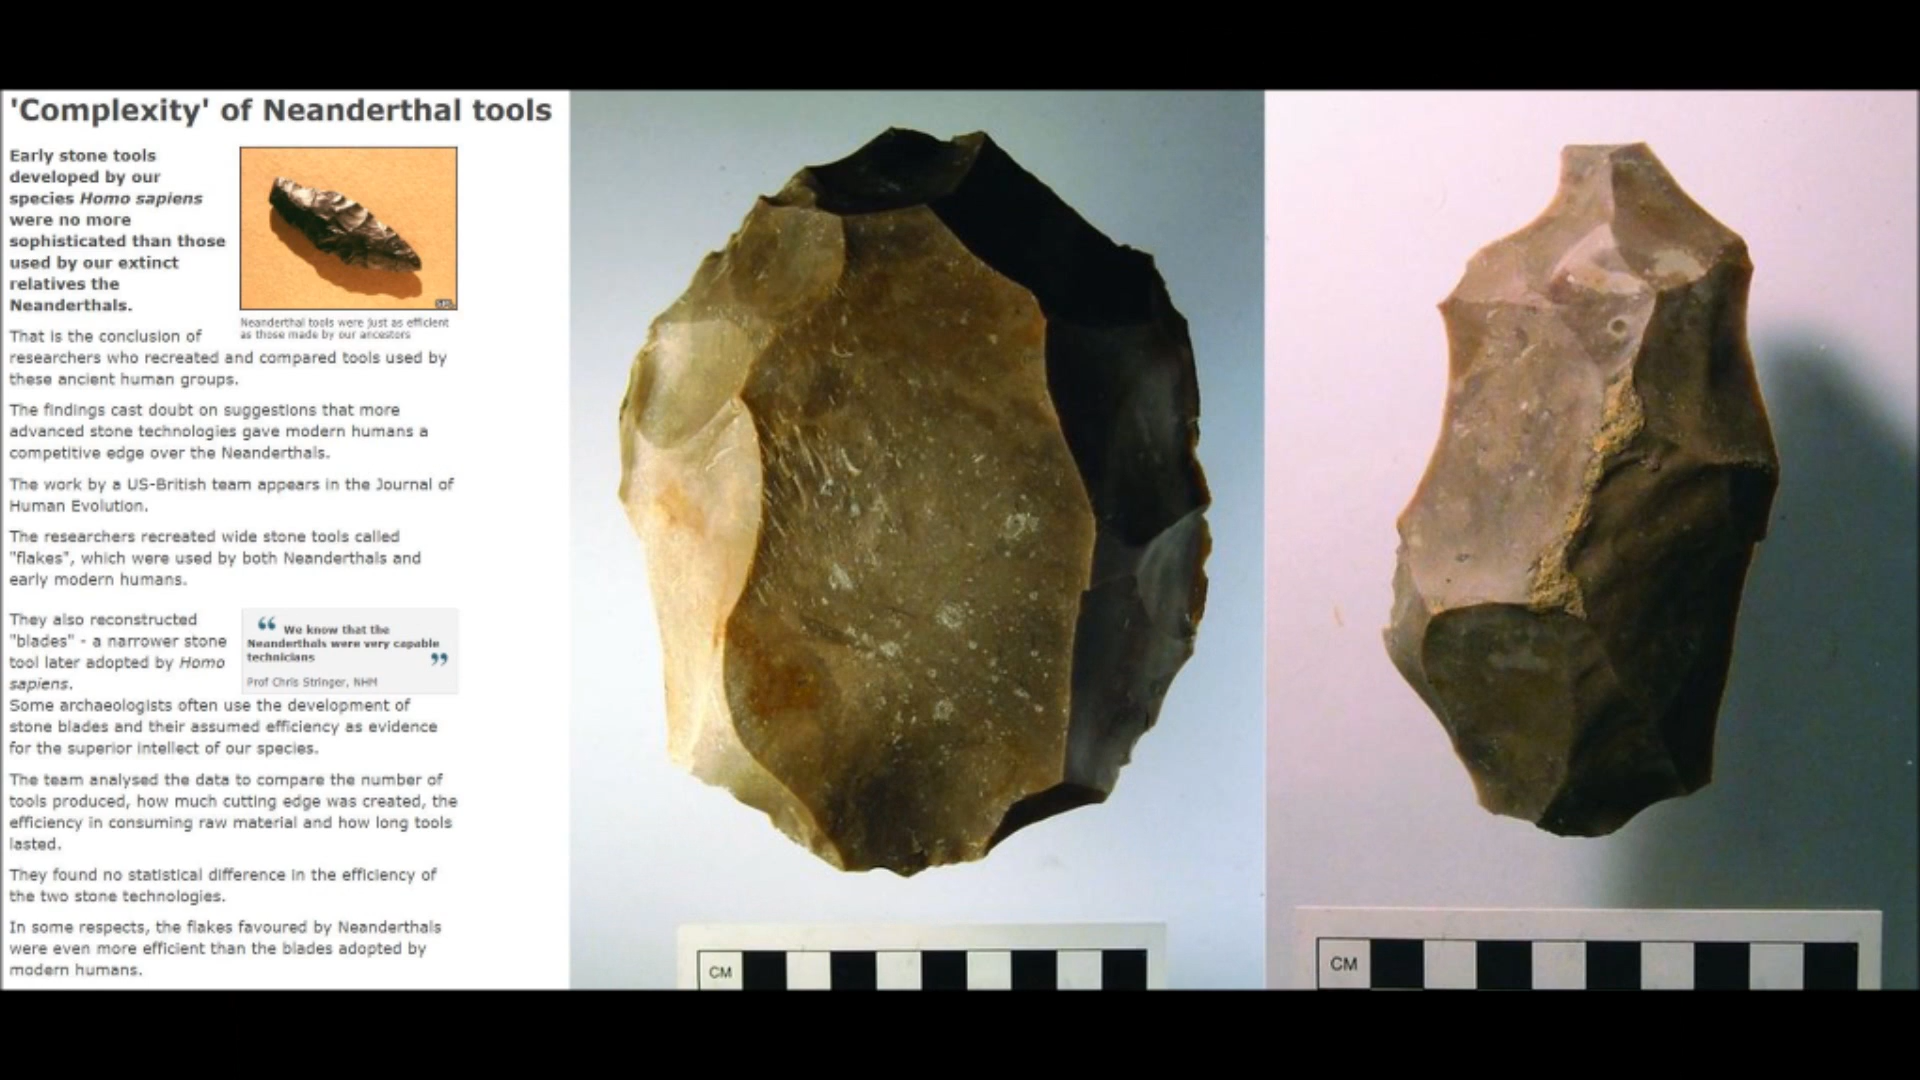 'Complexity' of Neanderthal tools
Early stone tools
developed by our
species Homo sapiens
were no more
sophisticated than those
used by our extinct
relatives the
Neanderthals.
Neanderthal tools were just as efficient
as those made by our ancestors
That is the conclusion of
researchers who recreated and compared tools used by
these ancient human groups.
The findings cast doubt on suggestions that more
advanced stone technologies gave modern humans a
competitive edge over the Neanderthals.
The work by a US-British team appears in the Journal of
Human Evolution.
The researchers recreated wide stone tools called
"flakes", which were used by both Neanderthals and
early modern humans.
They also reconstructed
"blades" - a narrower stone
tool later adopted by Homo
sapiens.
“ We know that the
Neanderthals were very capable
technicians ”
Prof Chris Stringer, NHM
Some archaeologists often use the development of
stone blades and their assumed efficiency as evidence
for the superior intellect of our species.
The team analysed the data to compare the number of
tools produced, how much cutting edge was created, the
efficiency in consuming raw material and how long tools
lasted.
They found no statistical difference in the efficiency of
the two stone technologies.
In some respects, the flakes favoured by Neanderthals
were even more efficient than the blades adopted by
modern humans.
CM
CM